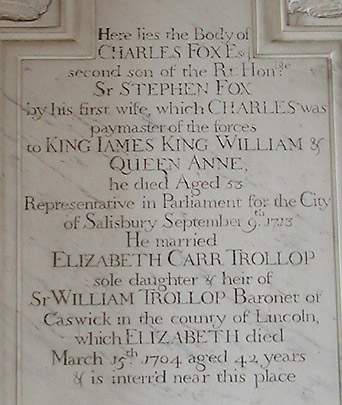 Here lies the Body of
CHARLES FOX Esq
second son of the Rt. Honble
Sr STEPHEN FOX
by his first wife, which CHARLES was
paymaster of the forces
to KING IAMES KING WILLIAM &
QUEEN ANNE,
he died Aged 53
Representative in Parliament for the City
of Salisbury September 9th 1713
He married
ELIZABETH CARR TROLLOP
sole daughter & heir of
Sr WILLIAM TROLLOP Baronet of
Caswick in the county of Lincoln,
which ELIZABETH died
March 15th 1704 aged 42 years
& is interr'd near this place